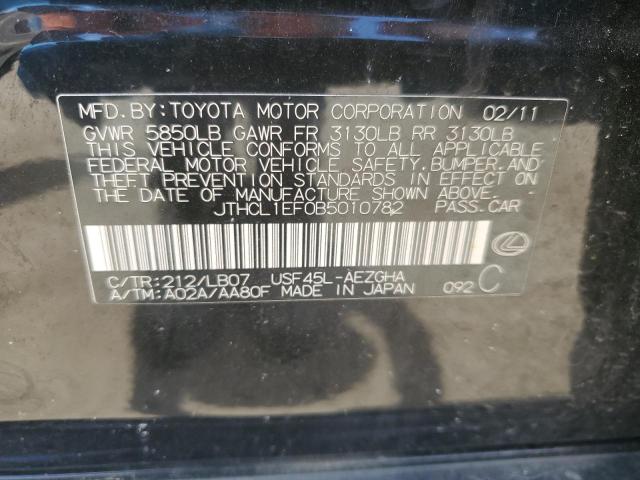 MFD. BY: TOYOTA MOTOR CORPORATION 02/11
GVWR 5850LB GAWR FR 3130LB RR 3130LB
THIS VEHICLE CONFORMS TO ALL APPLICABLE
FEDERAL MOTOR VEHICLE SAFETY, BUMPER, AND
THEFT PREVENTION STANDARDS IN EFFECT ON
THE DATE OF MANUFACTURE SHOWN ABOVE.
JTHCL1EF0B5010782 PASS. CAR
C/TR: 212/LB07 USF45L-AEZGHA
A/TM: A02A/AA80F MADE IN JAPAN 092 C